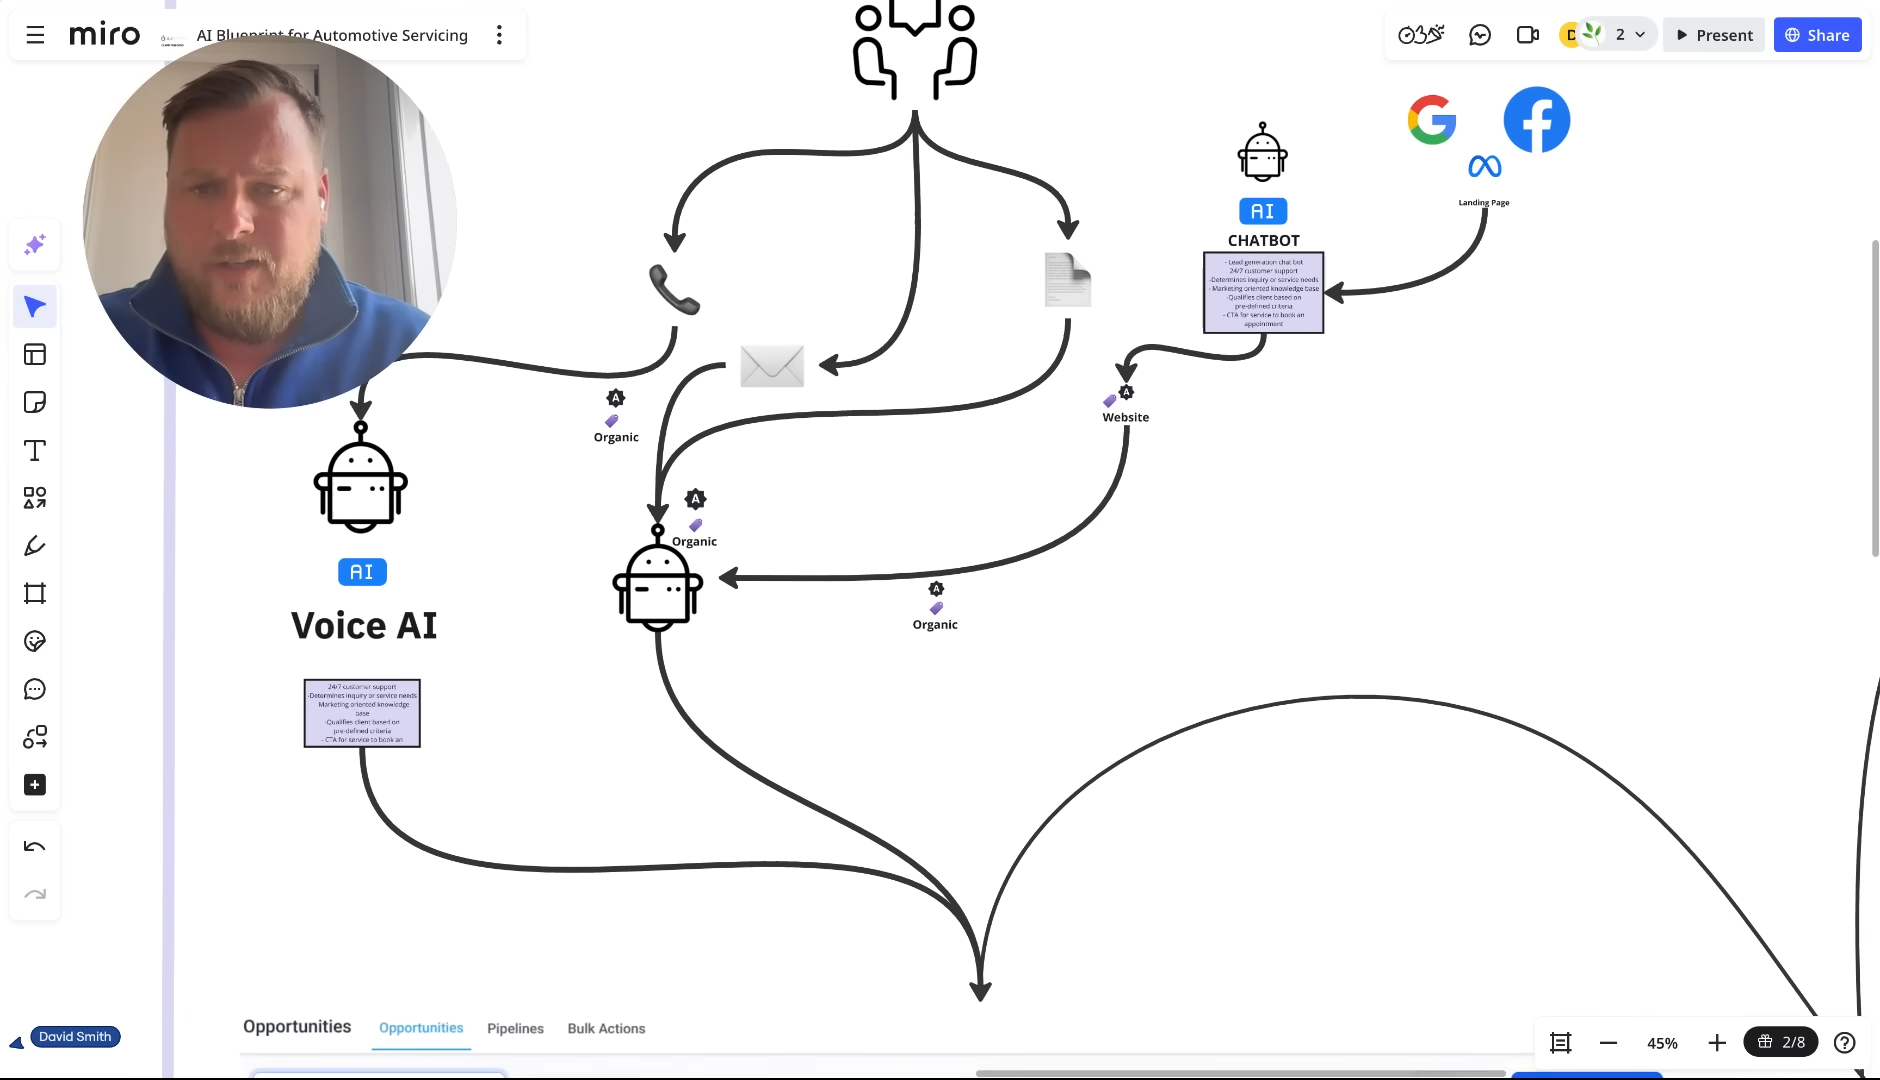 miro
AI Blueprint for Automotive Servicing
D
2
Present
Share
Landing Page
AI
CHATBOT
- Lead generation chat bot
24/7 customer support
-Determines inquiry or service needs
- Marketing oriented knowledge base
-Qualifies client based on
pre-defined criteria
- CTA for service to book an
appointment
A
Organic
A
Website
A
Organic
A
Organic
AI
Voice AI
24/7 customer support
-Determines inquiry or service needs
Marketing oriented knowledge
base
-Qualifies client based on
pre-defined criteria
- CTA for service to book an
Opportunities
Opportunities
Pipelines
Bulk Actions
David Smith
45%
2/8